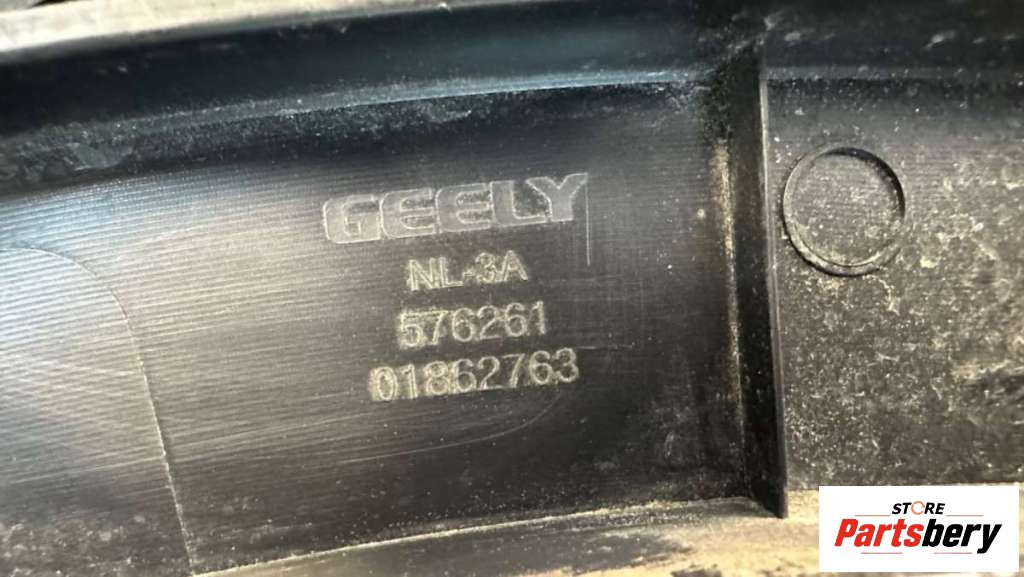 GEELY
NL-3A
576261
01862763
STORE
Partsbery